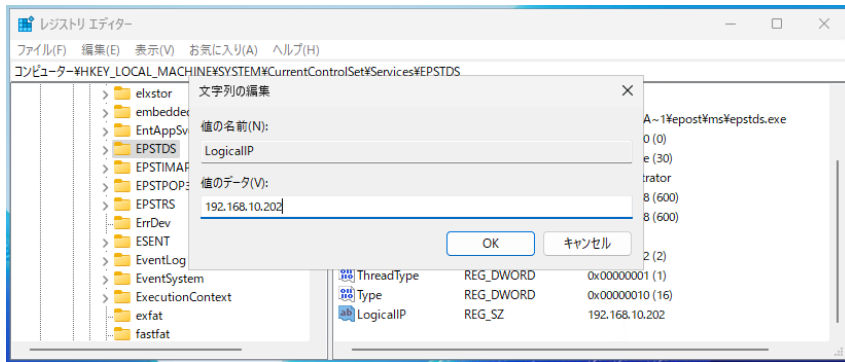 レジストリ エディター
ファイル(F) 編集(E) 表示(V) お気に入り(A) ヘルプ(H)
コンピューター¥HKEY_LOCAL_MACHINE¥SYSTEM¥CurrentControlSet¥Services¥EPSTDS
elxstor
embedded
EntAppSv
EPSTDS
EPSTIMAP
EPSTPOP3
EPSTRS
ErrDev
ESENT
EventLog
EventSystem
ExecutionContext
exfat
fastfat
文字列の編集
値の名前(N):
LogicalIP
値のデータ(V):
192.168.10.202
OK キャンセル
A~1¥epost¥ms¥epstds.exe
0 (0)
e (30)
trator
8 (600)
8 (600)
2 (2)
ThreadType REG_DWORD 0x00000001 (1)
Type REG_DWORD 0x00000010 (16)
LogicalIP REG_SZ 192.168.10.202